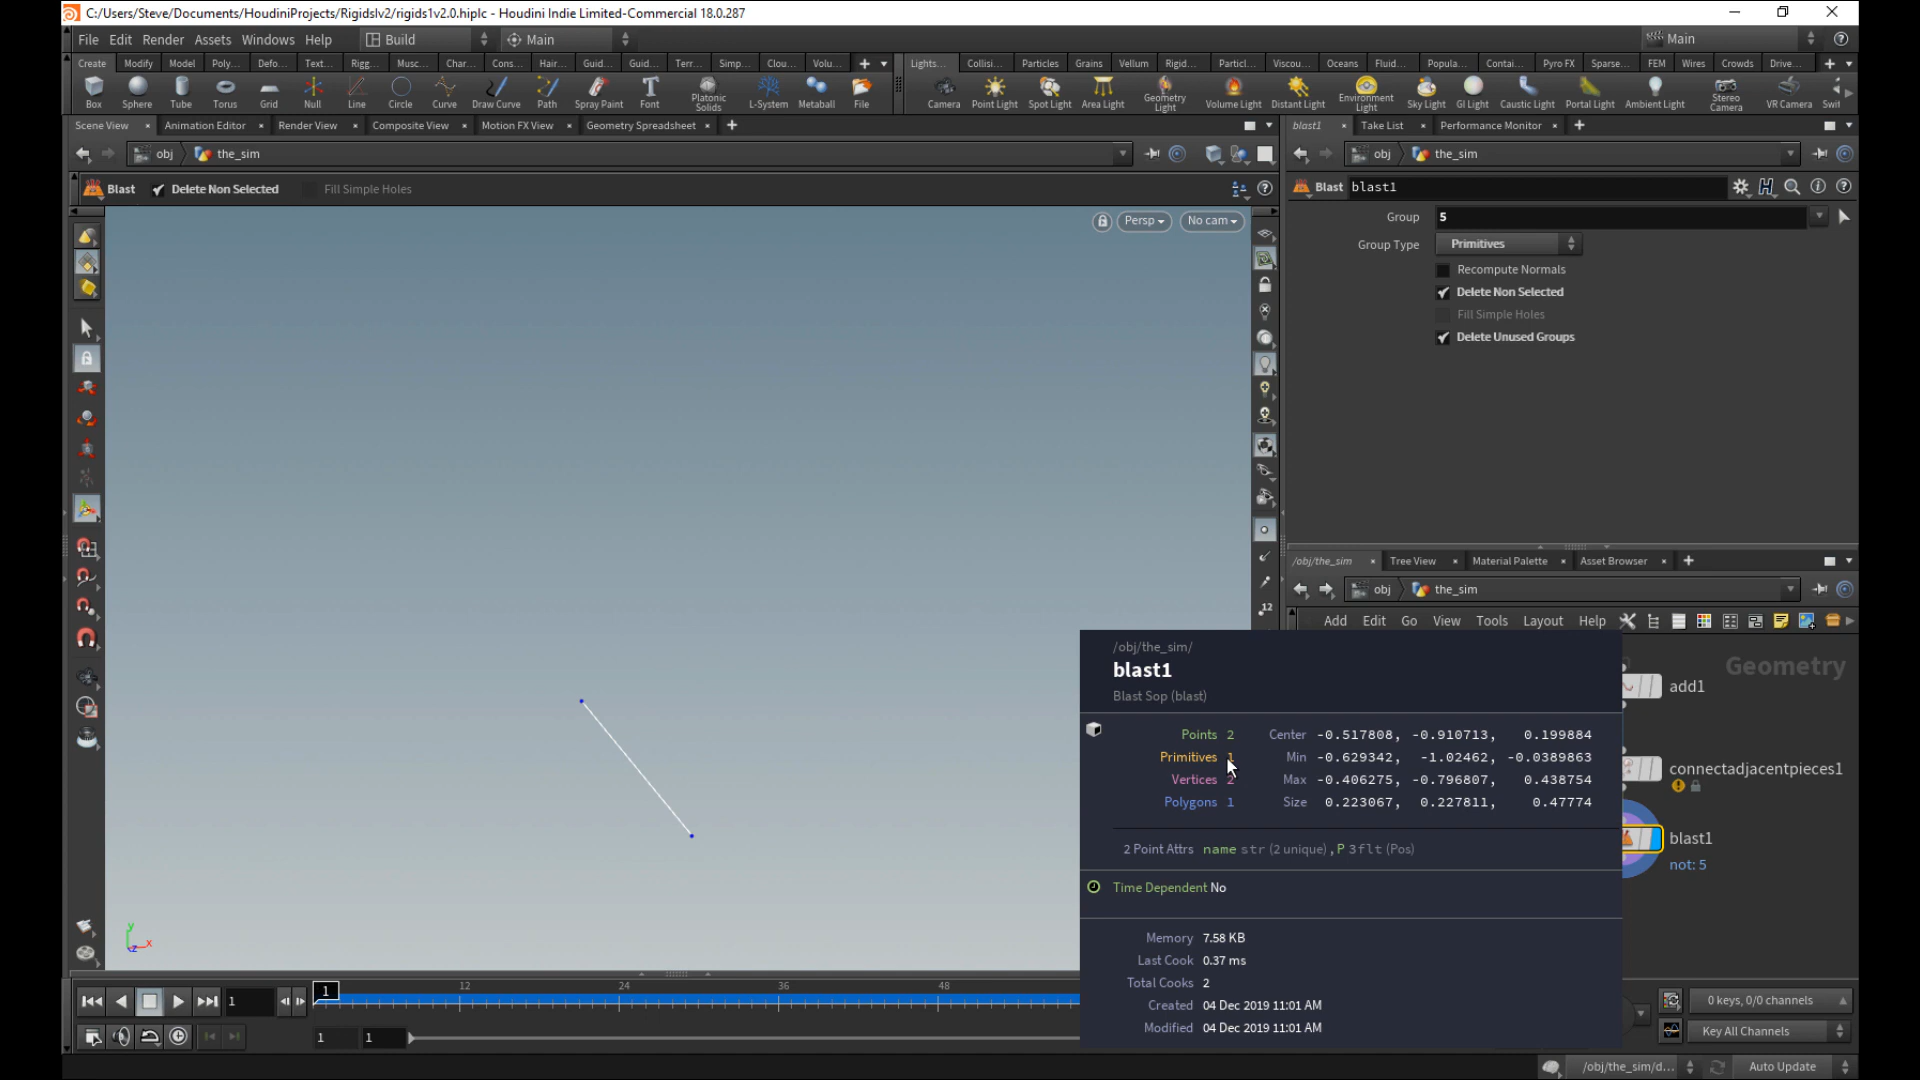 C:/Users/Steve/Documents/HoudiniProjects/RigidsIv2/rigids1v2.0.hiplc - Houdini Indie Limited-Commercial 18.0.287
File Edit Render Assets Windows Help Build Main Main
Create Modify Model Poly... Defo... Text... Rigg... Musc... Char... Cons... Hair... Guid... Guid... Terr... Simp... Clou... Volu... Lights... Collisi... Particles Grains Vellum Rigid... Particl... Viscou... Oceans Fluid... Popula... Contai... Pyro FX Sparse... FEM Wires Crowds Drive...
Box Sphere Tube Torus Grid Null Line Circle Curve Draw Curve Path Spray Paint Font Platonic Solids L-System Metaball File Camera Point Light Spot Light Area Light Geometry Light Volume Light Distant Light Environment Light Sky Light GI Light Caustic Light Portal Light Ambient Light Stereo Camera VR Camera Swit
Scene View Animation Editor Render View Composite View Motion FX View Geometry Spreadsheet blast1 Take List Performance Monitor
obj the_sim obj the_sim
Blast Delete Non Selected Fill Simple Holes Blast blast1
Persp No cam Group 5
Group Type Primitives
Recompute Normals
Delete Non Selected
Fill Simple Holes
Delete Unused Groups
/obj/the_sim Tree View Material Palette Asset Browser
obj the_sim
12
Add Edit Go View Tools Layout Help
Geometry
add1
connectadjacentpieces1
blast1
not: 5
/obj/the_sim/
blast1
Blast Sop (blast)
Points 2 Center -0.517808, -0.910713, 0.199884
Primitives 1 Min -0.629342, -1.02462, -0.0389863
Vertices 2 Max -0.406275, -0.796807, 0.438754
Polygons 1 Size 0.223067, 0.227811, 0.47774
2 Point Attrs name str (2 unique), P 3flt (Pos)
Time Dependent No
Memory 7.58 KB
Last Cook 0.37 ms
Total Cooks 2
Created 04 Dec 2019 11:01 AM
Modified 04 Dec 2019 11:01 AM
y
x
z
1 1 12 24 36 48
0 keys, 0/0 channels
1 1 Key All Channels
/obj/the_sim/d... Auto Update